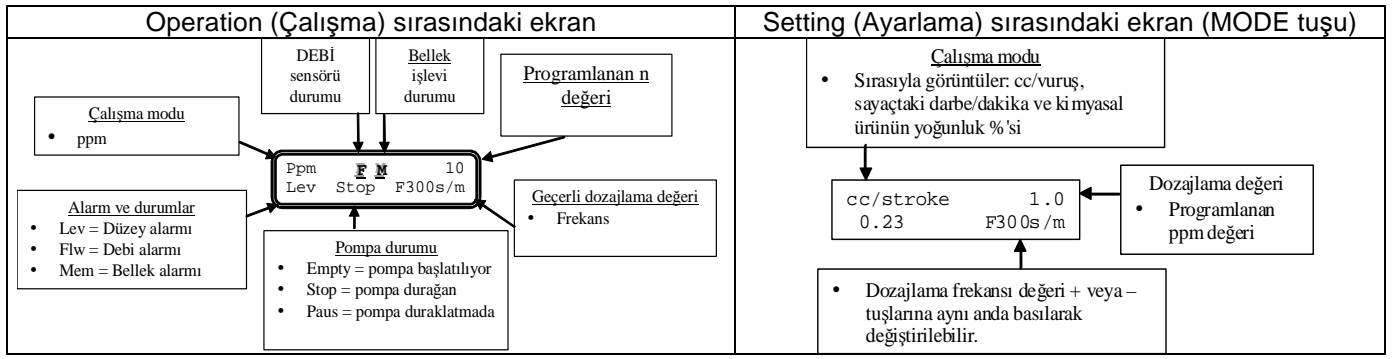 Operation (Çalışma) sırasındaki ekran
DEBİ
sensörü
durumu
Bellek
işlevi
durumu
Programlanan n
değeri
Çalışma modu
• ppm
Ppm F M 10
Lev Stop F300s/m
Alarm ve durumlar
• Lev = Düzey alarmı
• Flw = Debi alarmı
• Mem = Bellek alarmı
Pompa durumu
• Empty = pompa başlatılıyor
• Stop = pompa durağan
• Paus = pompa duraklatmada
Geçerli dozajlama değeri
• Frekans
Setting (Ayarlama) sırasındaki ekran (MODE tuşu)
Çalışma modu
• Sırasıyla görüntüler: cc/vuruş,
sayaçtaki darbe/dakika ve kimyasal
ürünün yoğunluk %'si
cc/stroke 1.0
0.23 F300s/m
Dozajlama değeri
• Programlanan
ppm değeri
• Dozajlama frekansı değeri + veya –
tuşlarına aynı anda basılarak
değiştirilebilir.